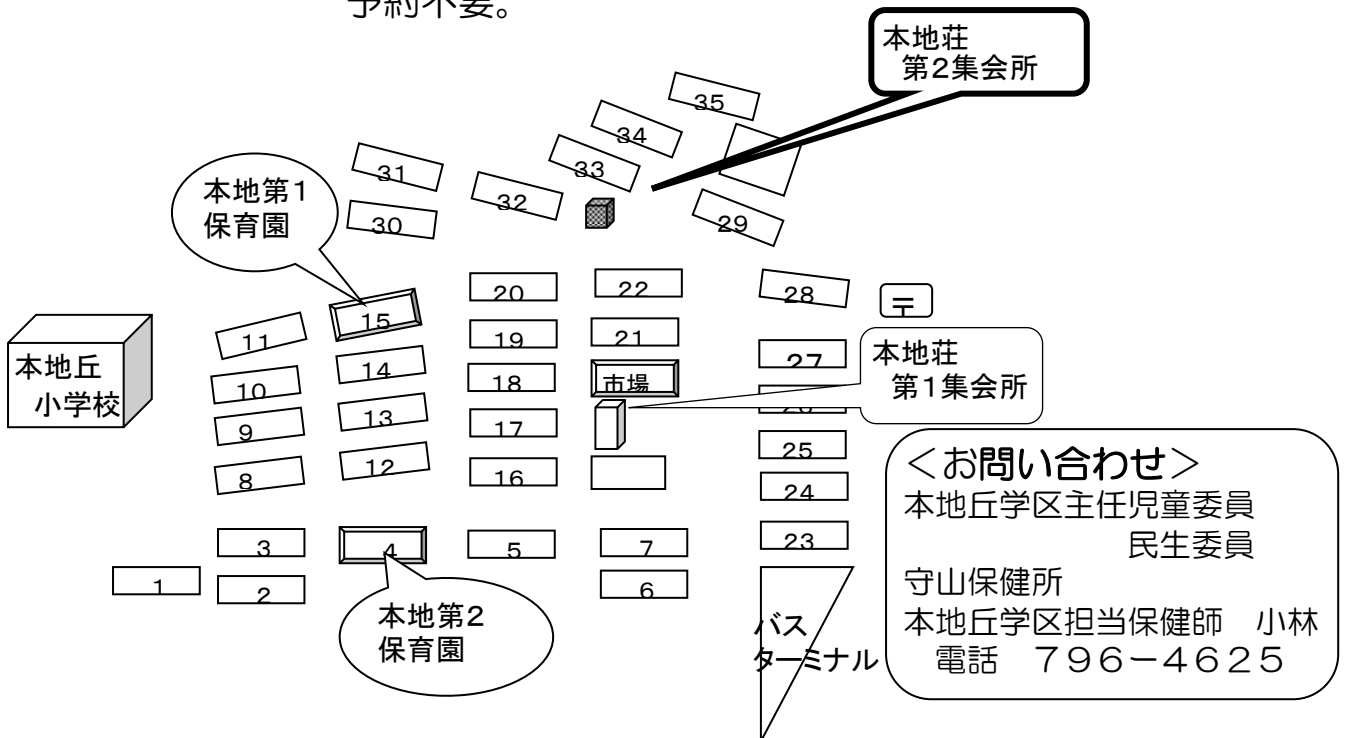 予約不要。
本地荘
第2集会所
35
34
33
31
32
30
29
本地第1
保育園
20
22
28
〒
15
11
19
21
27
本地荘
第1集会所
本地丘
小学校
14
18
市場
10
13
17
9
25
12
16
8
24
<お問い合わせ>
本地丘学区主任児童委員
民生委員
守山保健所
本地丘学区担当保健師 小林
電話 796-4625
3
4
5
7
23
1
2
6
本地第2
保育園
バス
ターミナル